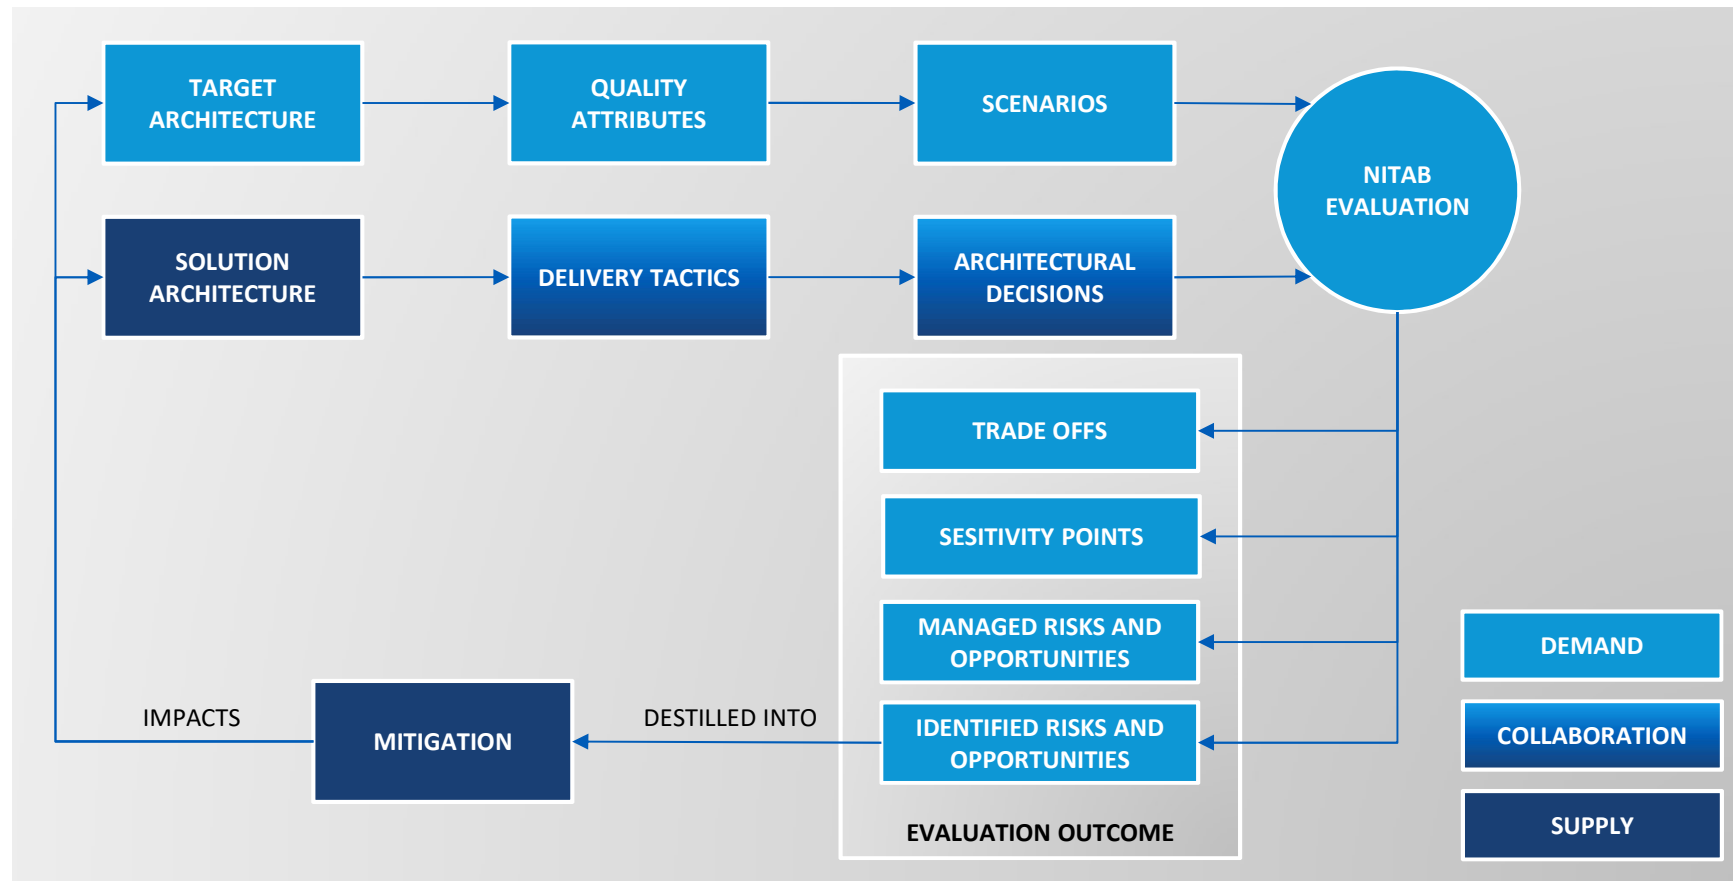 TARGET
ARCHITECTURE
QUALITY
ATTRIBUTES
SCENARIOS
NITAB
EVALUATION
SOLUTION
ARCHITECTURE
DELIVERY TACTICS
ARCHITECTURAL
DECISIONS
TRADE OFFS
SESITIVITY POINTS
MANAGED RISKS AND
OPPORTUNITIES
IDENTIFIED RISKS AND
OPPORTUNITIES
EVALUATION OUTCOME
DESTILLED INTO
MITIGATION
IMPACTS
DEMAND
COLLABORATION
SUPPLY